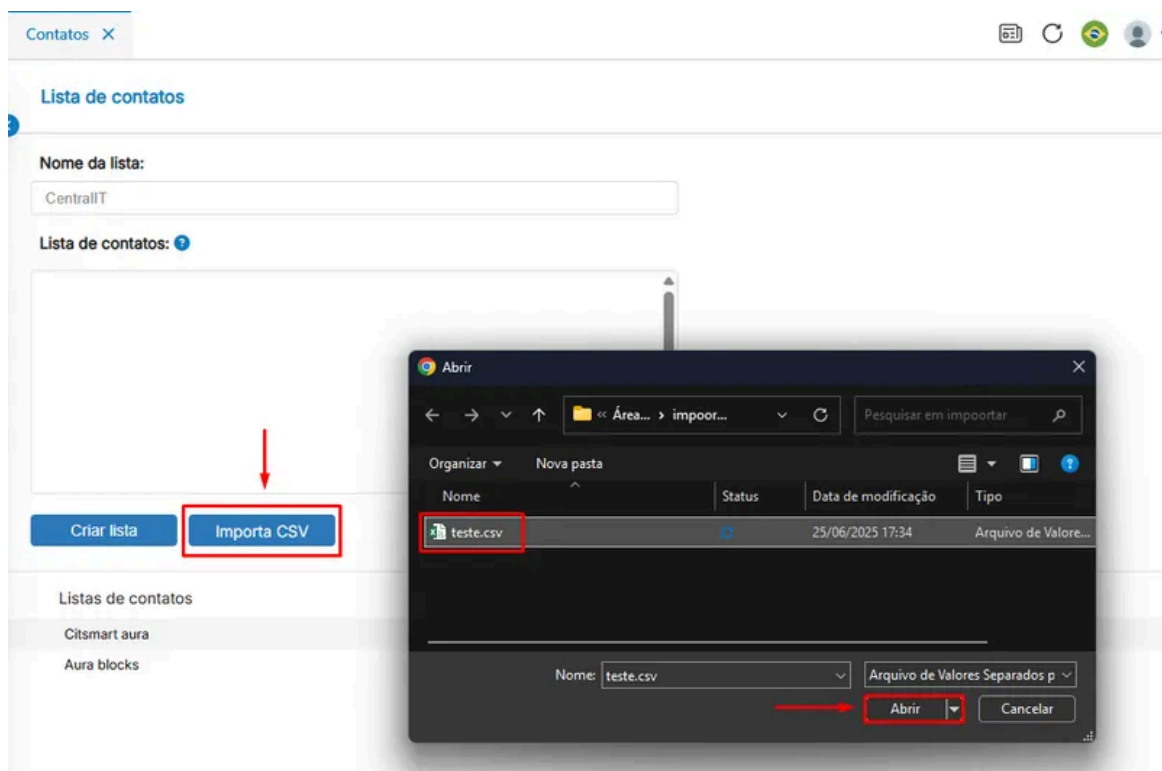 Contatos
Lista de contatos
Nome da lista:
CentralIT
Lista de contatos: ?
Criar lista
Importa CSV
Listas de contatos
Citsmart aura
Aura blocks
Abrir
« Área... › impoor...
Pesquisar em impoortar
Organizar
Nova pasta
?
Nome Status Data de modificação Tipo
teste.csv 25/06/2025 17:34 Arquivo de Valore...
Nome: teste.csv
Arquivo de Valores Separados p
Abrir
Cancelar